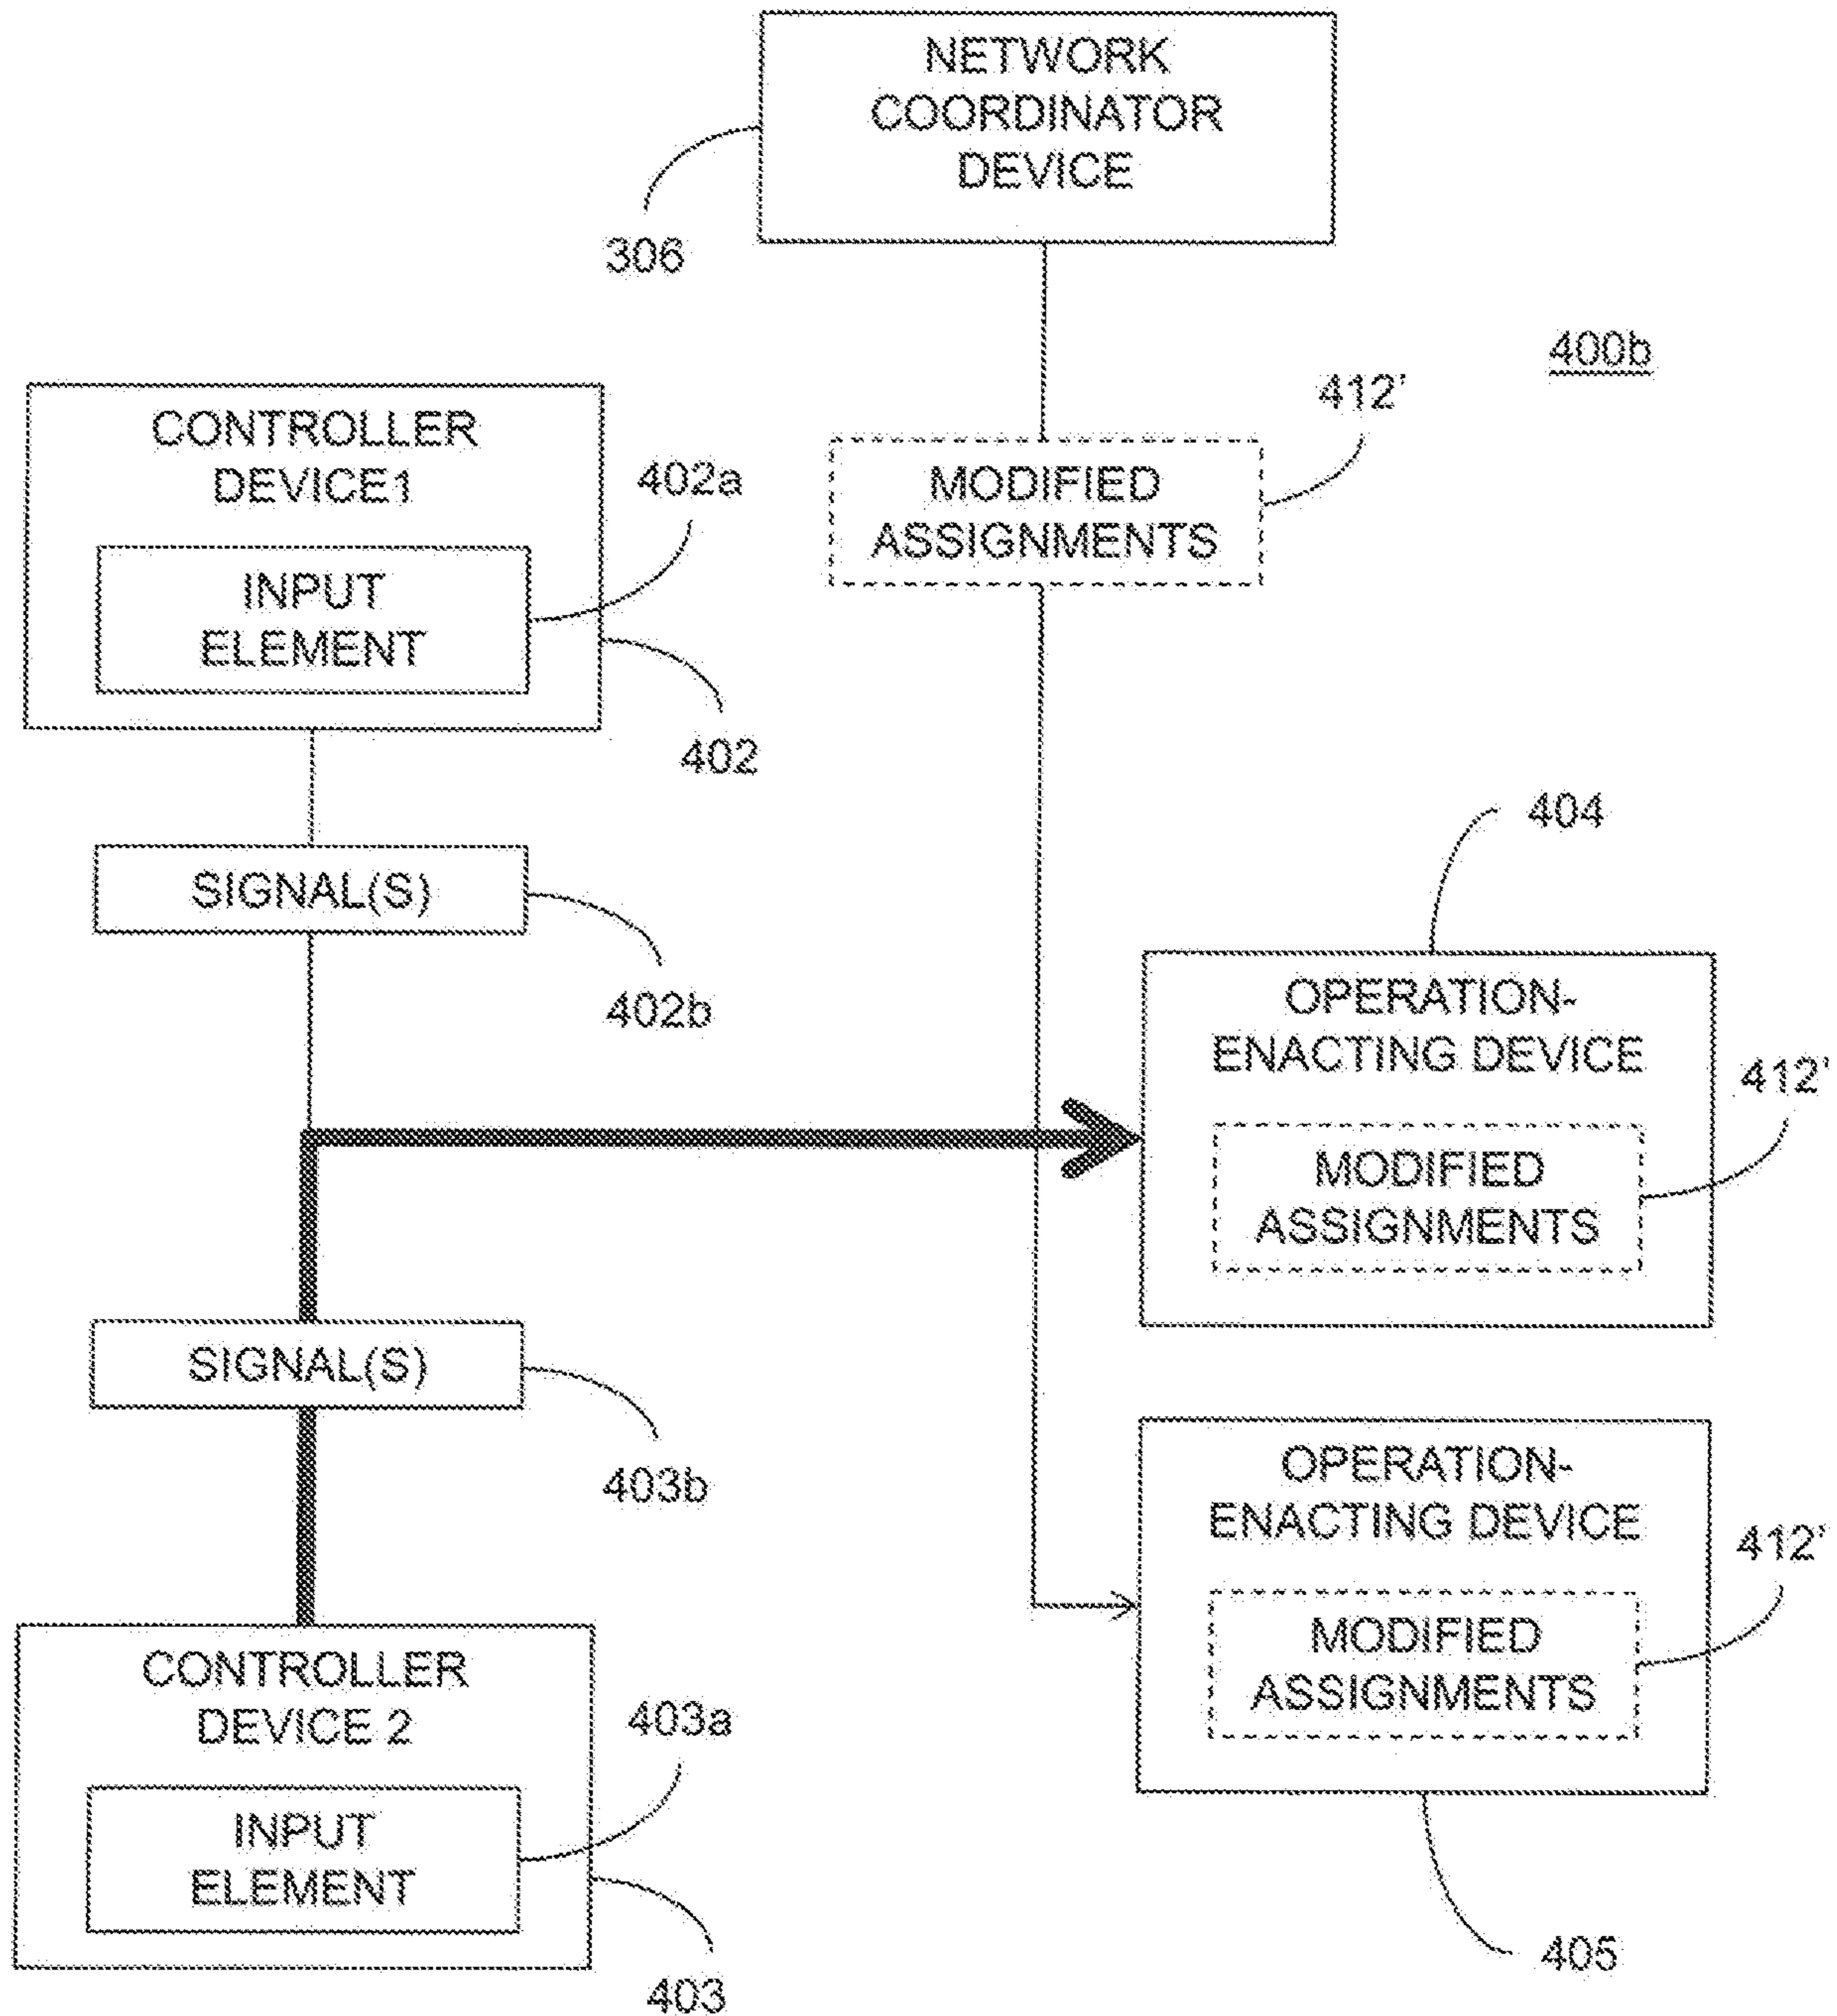 NETWORK
COORDINATOR
DEVICE
306
400b
412'
MODIFIED
ASSIGNMENTS
CONTROLLER
DEVICE1
402a
INPUT
ELEMENT
402
SIGNAL(S)
402b
404
OPERATION-
ENACTING DEVICE
412'
MODIFIED
ASSIGNMENTS
SIGNAL(S)
403b
OPERATION-
ENACTING DEVICE
412'
MODIFIED
ASSIGNMENTS
405
CONTROLLER
DEVICE 2
403a
INPUT
ELEMENT
403